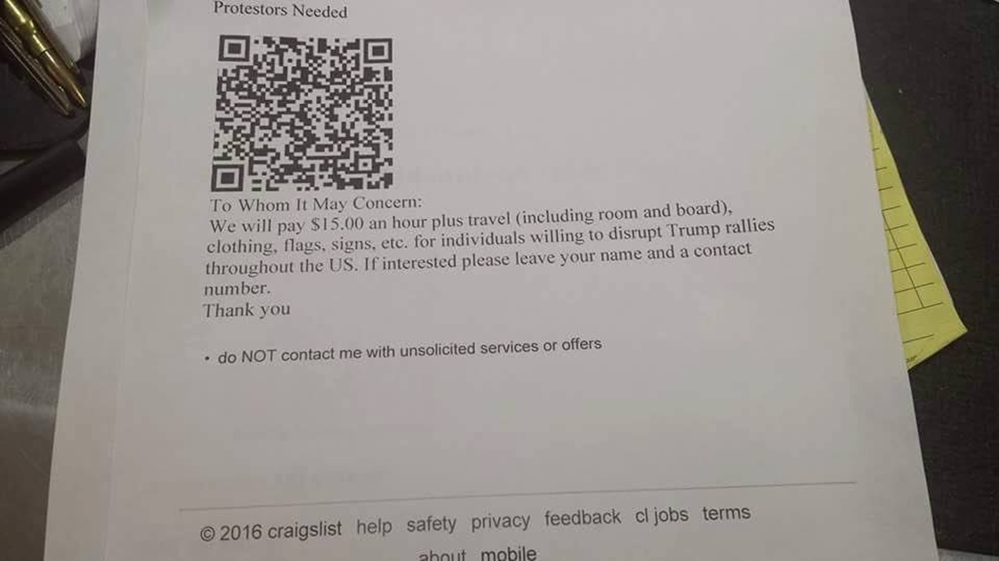 Protestors Needed
To Whom It May Concern:
We will pay $15.00 an hour plus travel (including room and board),
clothing, flags, signs, etc. for individuals willing to disrupt Trump rallies
throughout the US. If interested please leave your name and a contact
number.
Thank you
• do NOT contact me with unsolicited services or offers
© 2016 craigslist help safety privacy feedback cl jobs terms
about mobile